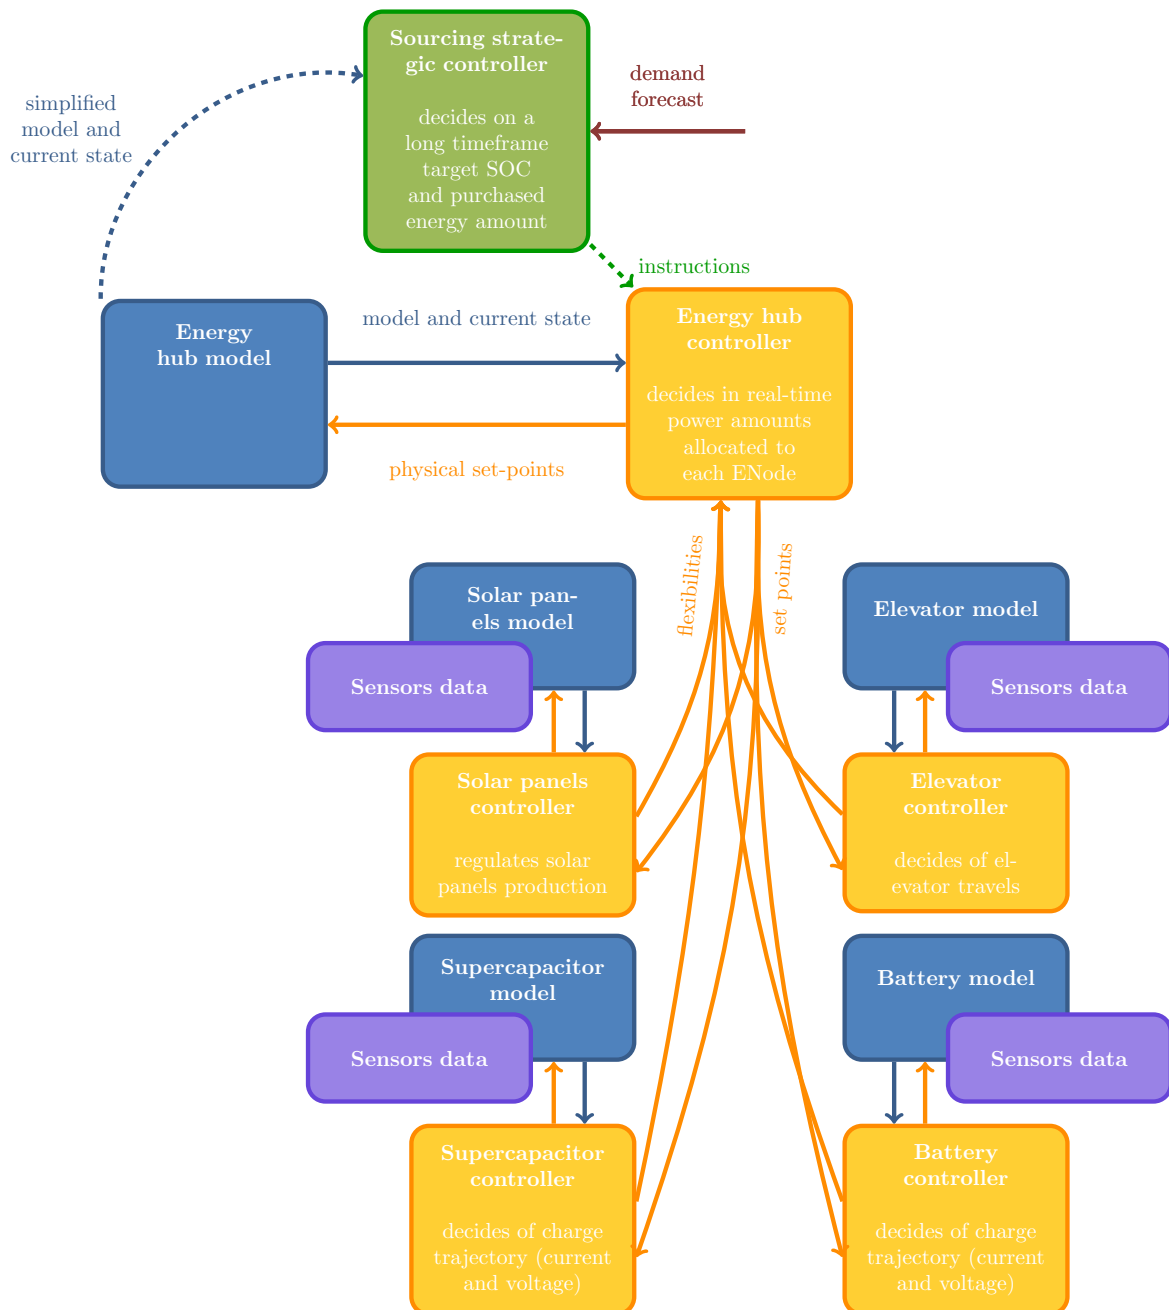 Sourcing strate-
gic controller
decides on a
long timeframe
target SOC
and purchased
energy amount
demand
forecast
simplified
model and
current state
instructions
Energy
hub model
model and current state
physical set-points
Energy hub
controller
decides in real-time
power amounts
allocated to
each ENode
flexibilities
set points
Solar pan-
els model
Sensors data
Solar panels
controller
regulates solar
panels production
Elevator model
Sensors data
Elevator
controller
decides of el-
evator travels
Supercapacitor
model
Sensors data
Supercapacitor
controller
decides of charge
trajectory (current
and voltage)
Battery model
Sensors data
Battery
controller
decides of charge
trajectory (current
and voltage)